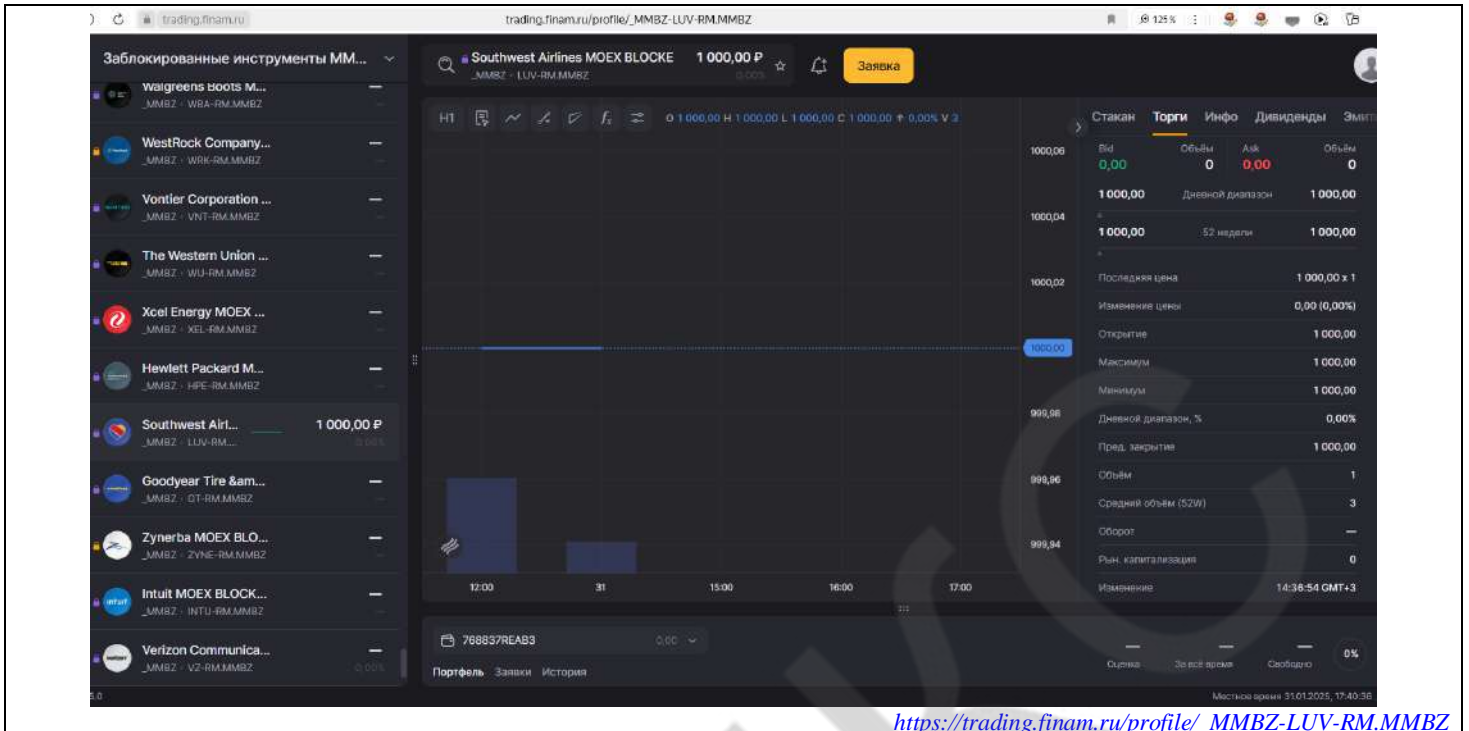 trading.finam.ru
trading.finam.ru/profile/_MMBZ-LUV-RM.MMBZ
125 %
Заблокированные инструменты MM...
Walgreens Boots M...
_MMBZ · WBA-RM.MMBZ
WestRock Company...
_MMBZ · WRK-RM.MMBZ
Vontier Corporation ...
_MMBZ · VNT-RM.MMBZ
The Western Union ...
_MMBZ · WU-RM.MMBZ
Xcel Energy MOEX ...
_MMBZ · XEL-RM.MMBZ
Hewlett Packard M...
_MMBZ · HPE-RM.MMBZ
Southwest Airl...
1 000,00 ₽
_MMBZ · LUV-RM....
0.00%
Goodyear Tire &am...
_MMBZ · GT-RM.MMBZ
Zynerba MOEX BLO...
_MMBZ · ZYNE-RM.MMBZ
Intuit MOEX BLOCK...
_MMBZ · INTU-RM.MMBZ
Verizon Communica...
_MMBZ · VZ-RM.MMBZ
0.00%
5.0
Southwest Airlines MOEX BLOCKE
1 000,00 ₽
_MMBZ · LUV-RM.MMBZ
0.00%
Заявка
H1
fx
O 1 000,00 H 1 000,00 L 1 000,00 C 1 000,00 0,00% V 3
1000,06
1000,04
1000,02
1000,00
999,98
999,96
999,94
12:00 31 15:00 16:00 17:00
Стакан Торги Инфо Дивиденды Эмит
Bid Объём Ask Объём
0,00 0 0,00 0
1 000,00 Дневной диапазон 1 000,00
1 000,00 52 недели 1 000,00
Последняя цена 1 000,00 x 1
Изменение цены 0,00 (0,00%)
Открытие 1 000,00
Максимум 1 000,00
Минимум 1 000,00
Дневной диапазон, % 0,00%
Пред. закрытие 1 000,00
Объём 1
Средний объём (52W) 3
Оборот —
Рын. капитализация 0
Изменение 14:36:54 GMT+3
768837REAB3
0,00
Портфель Заявки История
Оценка За всё время Свободно
0%
Местное время 31.01.2025, 17:40:36
https://trading.finam.ru/profile/_MMBZ-LUV-RM.MMBZ